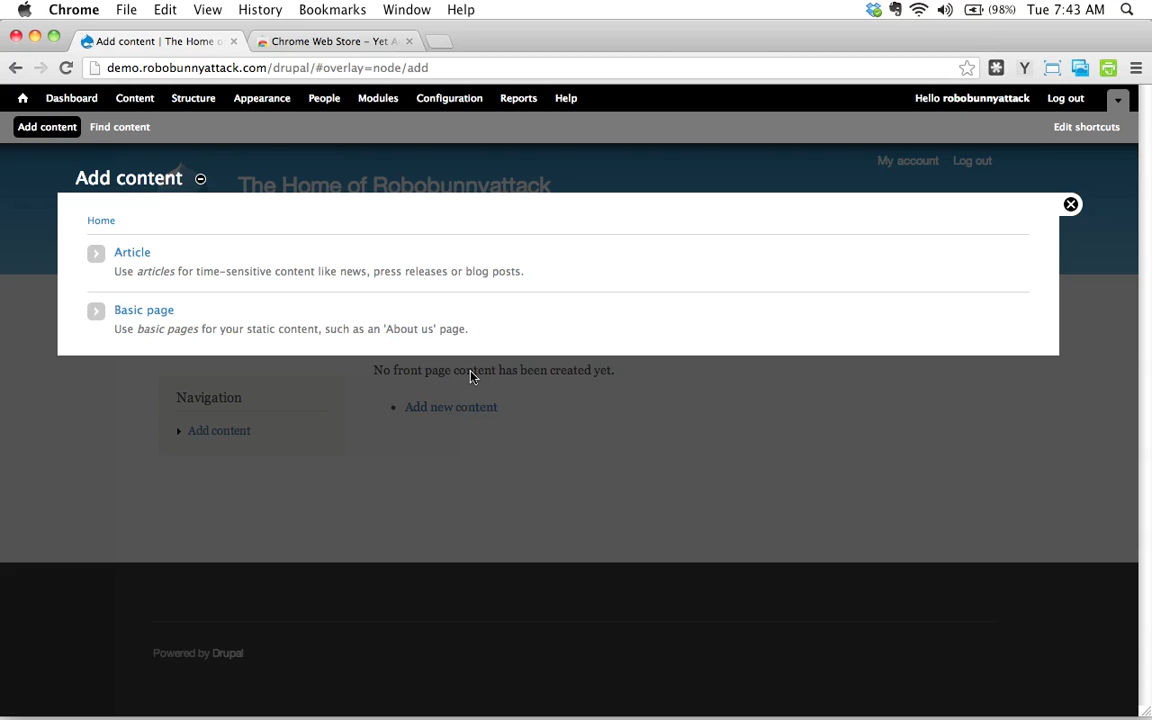 Chrome File Edit View History Bookmarks Window Help (98%) Tue 7:43 AM
Add content | The Home o Chrome Web Store - Yet A
demo.robobunnyattack.com/drupal/#overlay=node/add Y
Dashboard Content Structure Appearance People Modules Configuration Reports Help Hello robobunnyattack Log out
Add content Find content Edit shortcuts
My account Log out
Add content
The Home of Robobunnyattack
Home
Article
Use articles for time-sensitive content like news, press releases or blog posts.
Basic page
Use basic pages for your static content, such as an 'About us' page.
No front page content has been created yet.
Navigation
Add new content
Add content
Powered by Drupal